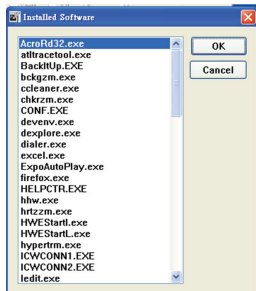 Installed Software
AcroRd32.exe
OK
atltracetool.exe
BackItUp.EXE
Cancel
bckgzm.exe
ccleaner.exe
chkrzm.exe
CONF.EXE
devenv.exe
dexplore.exe
dialer.exe
excel.exe
ExpoAutoPlay.exe
firefox.exe
HELPCTR.EXE
hhw.exe
hrtzzm.exe
HWEStartI.exe
HWEStartL.exe
hypertrm.exe
ICWCONN1.EXE
ICWCONN2.EXE
iedit.exe